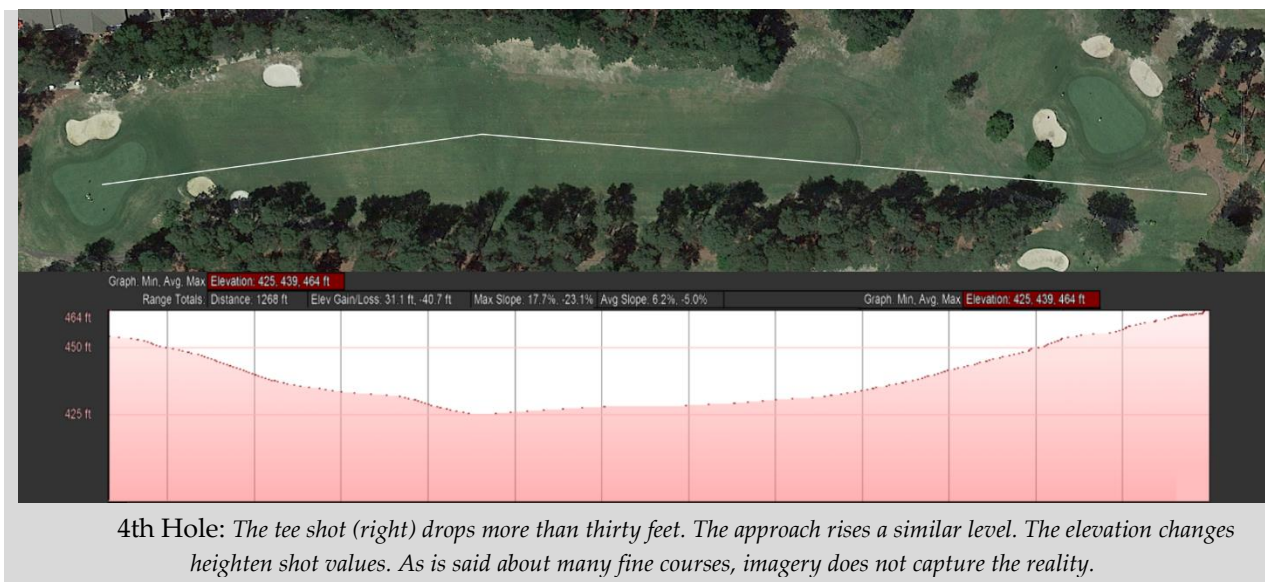 Graph: Min, Avg, Max Elevation: 425, 439, 464 ft
Range Totals: Distance: 1268 ft Elev Gain/Loss: 31.1 ft, -40.7 ft Max Slope: 17.7%, -23.1% Avg Slope: 6.2%, -5.0% Graph: Min, Avg, Max Elevation: 425, 439, 464 ft
464 ft
450 ft
425 ft
4th Hole: The tee shot (right) drops more than thirty feet. The approach rises a similar level. The elevation changes
heighten shot values. As is said about many fine courses, imagery does not capture the reality.